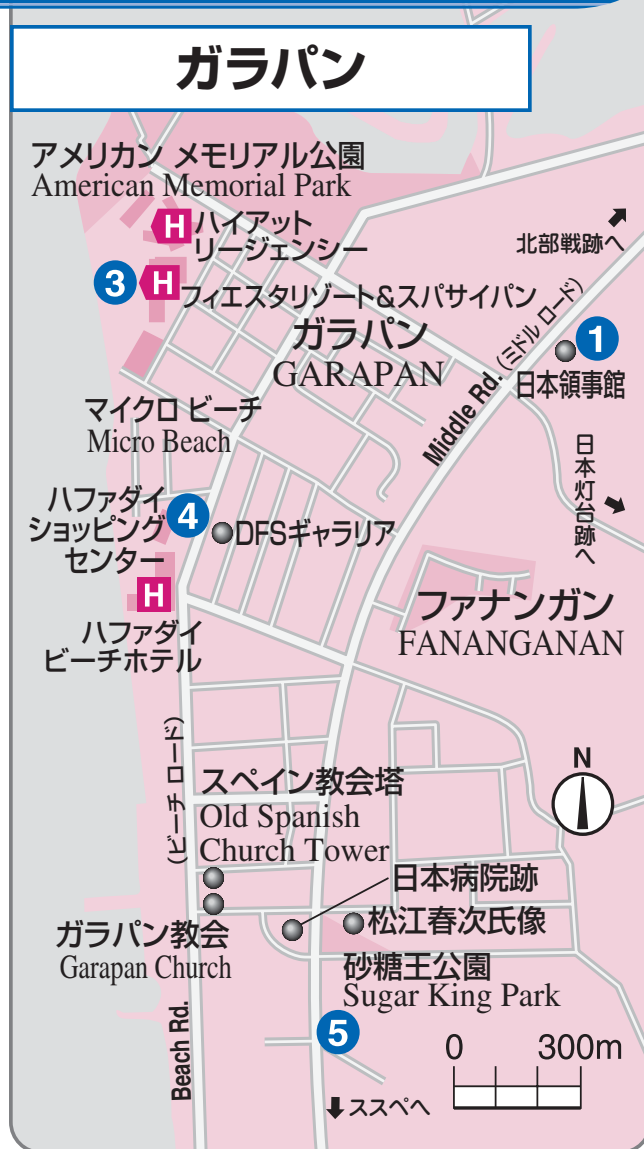 ガラパン
アメリカン メモリアル公園
American Memorial Park
H
ハイアット
リージェンシー
北部戦跡へ
3
H
フィエスタリゾート&スパサイパン
ガラパン
GARAPAN
Middle Rd. (ミドル ロード)
1
日本領事館
マイクロ ビーチ
Micro Beach
日本灯台跡へ
ハファダイ
ショッピング
センター
4
DFSギャラリア
H
ハファダイ
ビーチホテル
ファナンガン
FANANGANAN
N
(ビーチ ロード)
スペイン教会塔
Old Spanish
Church Tower
日本病院跡
松江春次氏像
ガラパン教会
Garapan Church
砂糖王公園
Sugar King Park
Beach Rd.
5
0 300m
ススペへ